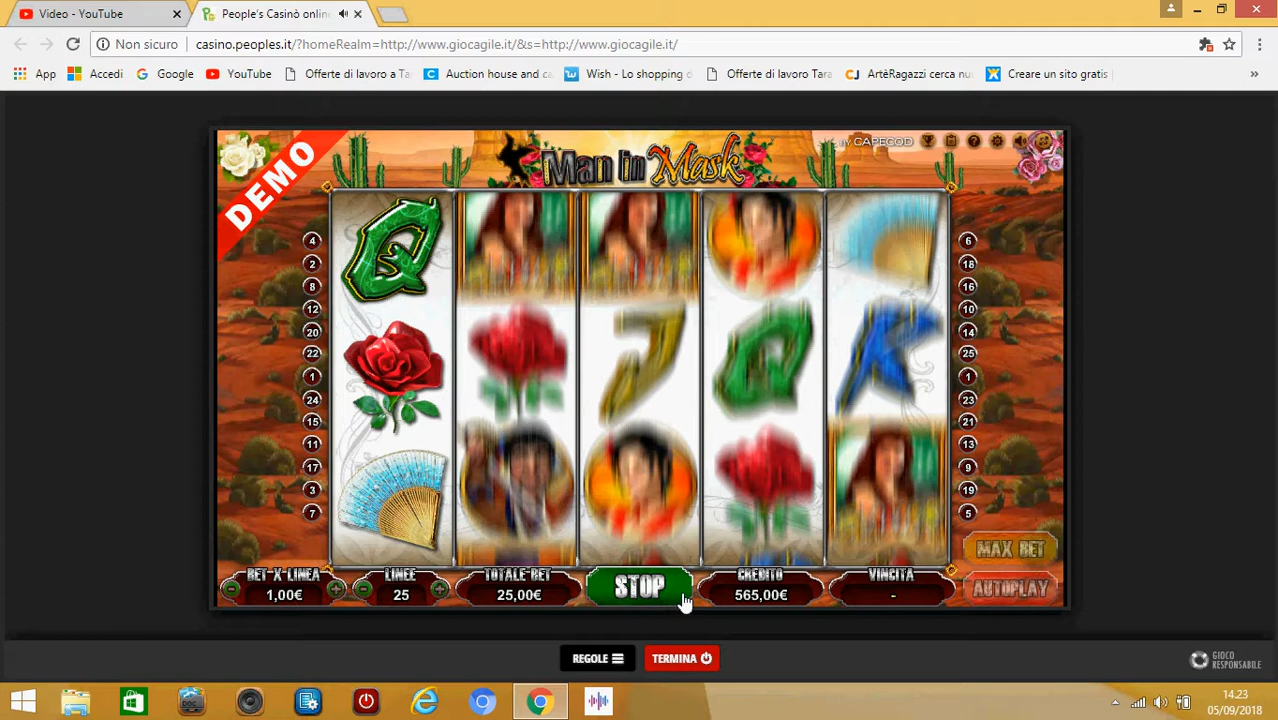 Video - YouTube
People's Casinò online
Non sicuro
casino.peoples.it/?homeRealm=http://www.giocagile.it/&s=http://www.giocagile.it/
App
Accedi
Google
YouTube
Offerte di lavoro a Ta
Auction house and ca
Wish - Lo shopping d
Offerte di lavoro Tara
ArtèRagazzi cerca nu
Creare un sito gratis
»
DEMO
Man in Mask
BY CAPECOD
Q
J
Q
K
4
2
8
12
20
22
1
24
15
11
17
3
7
6
18
16
10
14
25
1
23
21
13
9
19
5
MAX BET
BET-X-LINEA
1,00€
LINEE
25
TOTALE BET
25,00€
STOP
CREDITO
565,00€
VINCITA
-
AUTOPLAY
REGOLE
TERMINA
GIOCO
RESPONSABILE
DOC
14.23
05/09/2018